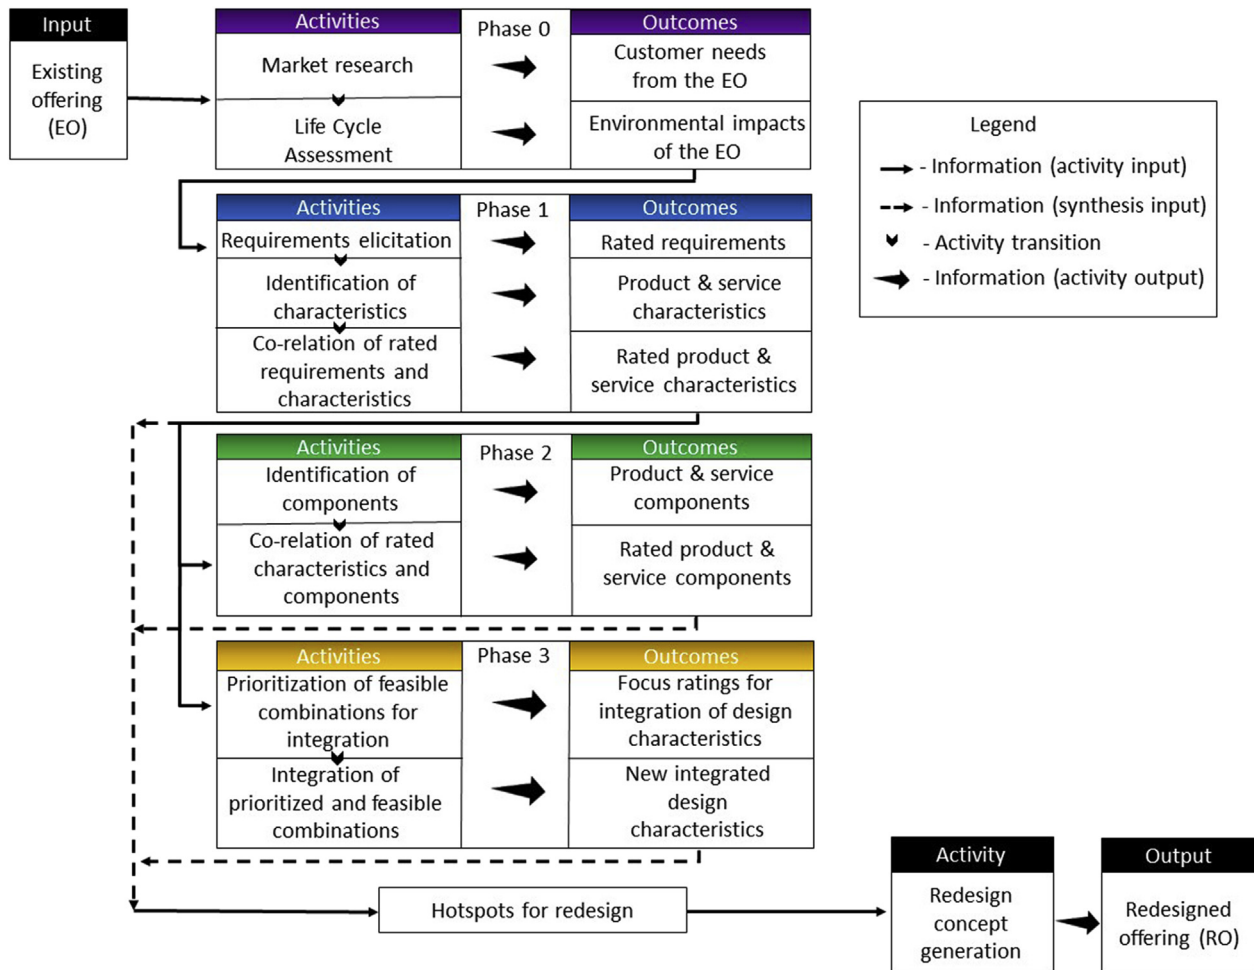 Input
Existing
offering
(EO)
Activities
Phase 0
Outcomes
Market research
Customer needs
from the EO
Life Cycle
Assessment
Environmental impacts
of the EO
Legend
- Information (activity input)
- Information (synthesis input)
- Activity transition
- Information (activity output)
Activities
Phase 1
Outcomes
Requirements elicitation
Rated requirements
Identification of
characteristics
Product & service
characteristics
Co-relation of rated
requirements and
characteristics
Rated product &
service characteristics
Activities
Phase 2
Outcomes
Identification of
components
Product & service
components
Co-relation of rated
characteristics and
components
Rated product &
service components
Activities
Phase 3
Outcomes
Prioritization of feasible
combinations for
integration
Focus ratings for
integration of design
characteristics
Integration of
prioritized and feasible
combinations
New integrated
design
characteristics
Hotspots for redesign
Activity
Redesign
concept
generation
Output
Redesigned
offering (RO)